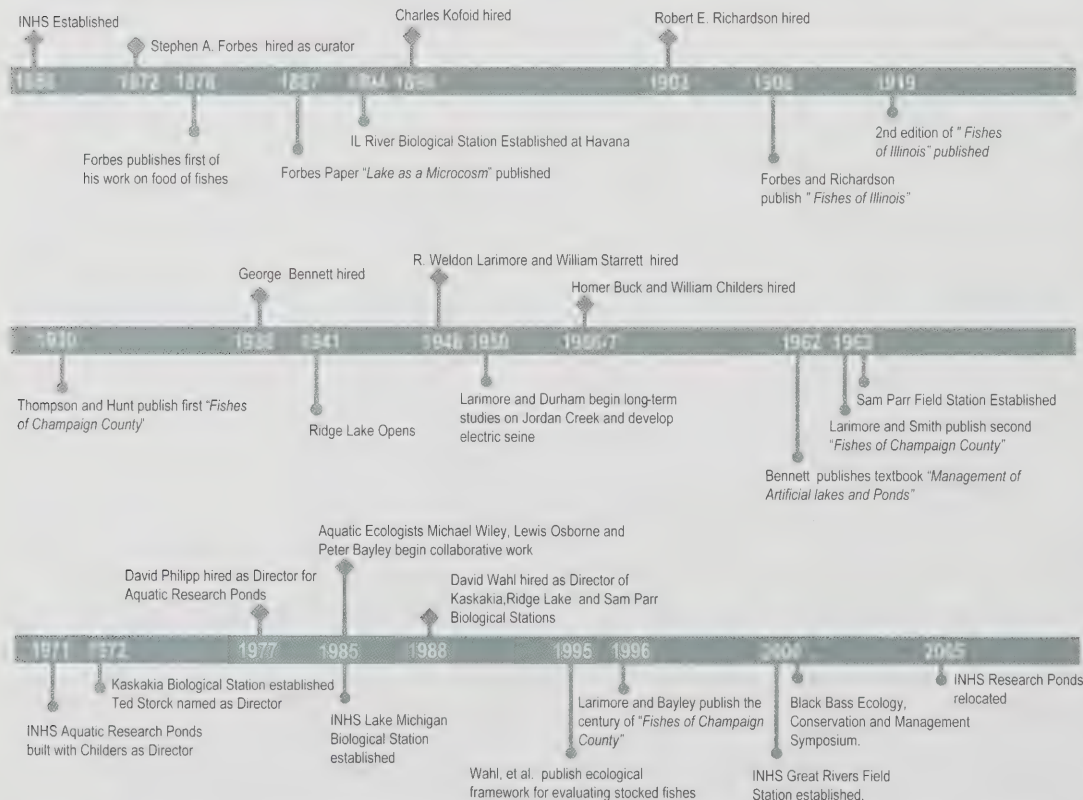 INHS Established
Charles Kofoid hired
Robert E. Richardson hired
Stephen A. Forbes hired as curator
1872 1878 1887 1894 1903 1908 1919
Forbes publishes first of
his work on food of fishes
Forbes Paper "Lake as a Microcosm" published
IL River Biological Station Established at Havana
Forbes and Richardson
publish " Fishes of Illinois"
2nd edition of " Fishes
of Illinois" published
George Bennett hired
R. Weldon Larimore and William Starrett hired
Homer Buck and William Childers hired
1930 1938 1941 1948 1950 1962 1963
Thompson and Hunt publish first "Fishes
of Champaign County"
Ridge Lake Opens
Larimore and Durham begin long-term
studies on Jordan Creek and develop
electric seine
Sam Parr Field Station Established
Larimore and Smith publish second
"Fishes of Champaign County"
Bennett publishes textbook "Management of
Artificial lakes and Ponds"
David Philipp hired as Director for
Aquatic Research Ponds
Aquatic Ecologists Michael Wiley, Lewis Osborne and
Peter Bayley begin collaborative work
David Wahl hired as Director of
Kaskakia,Ridge Lake and Sam Parr
Biological Stations
1971 1972 1977 1985 1988 1995 1996 2000 2005
INHS Aquatic Research Ponds
built with Childers as Director
Kaskakia Biological Station established
Ted Storck named as Director
INHS Lake Michigan
Biological Station
established
Wahl, et al. publish ecological
framework for evaluating stocked fishes
Larimore and Bayley publish the
century of "Fishes of Champaign
County"
INHS Great Rivers Field
Station established.
Black Bass Ecology,
Conservation and Management
Symposium.
INHS Research Ponds
relocated